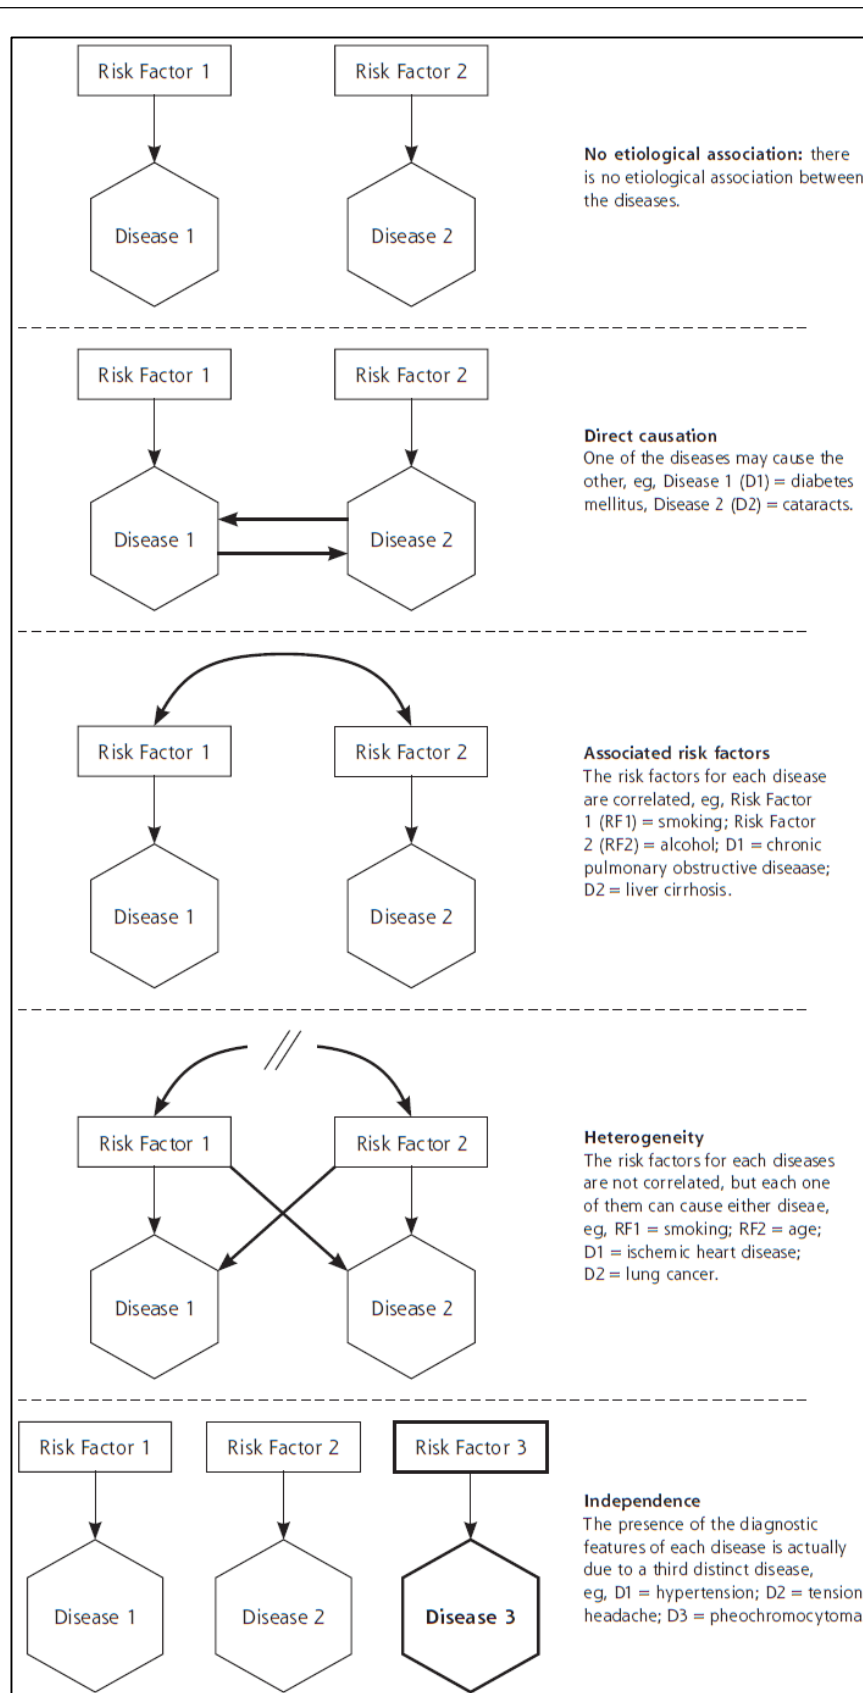 Risk Factor 1
Risk Factor 2
Disease 1
Disease 2
No etiological association: there
is no etiological association between
the diseases.
Risk Factor 1
Risk Factor 2
Disease 1
Disease 2
Direct causation
One of the diseases may cause the
other, eg, Disease 1 (D1) = diabetes
mellitus, Disease 2 (D2) = cataracts.
Risk Factor 1
Risk Factor 2
Disease 1
Disease 2
Associated risk factors
The risk factors for each disease
are correlated, eg, Risk Factor
1 (RF1) = smoking; Risk Factor
2 (RF2) = alcohol; D1 = chronic
pulmonary obstructive diseaase;
D2 = liver cirrhosis.
Risk Factor 1
Risk Factor 2
Disease 1
Disease 2
Heterogeneity
The risk factors for each diseases
are not correlated, but each one
of them can cause either diseae,
eg, RF1 = smoking; RF2 = age;
D1 = ischemic heart disease;
D2 = lung cancer.
Risk Factor 1
Risk Factor 2
Risk Factor 3
Disease 1
Disease 2
Disease 3
Independence
The presence of the diagnostic
features of each disease is actually
due to a third distinct disease,
eg, D1 = hypertension; D2 = tension
headache; D3 = pheochromocytoma